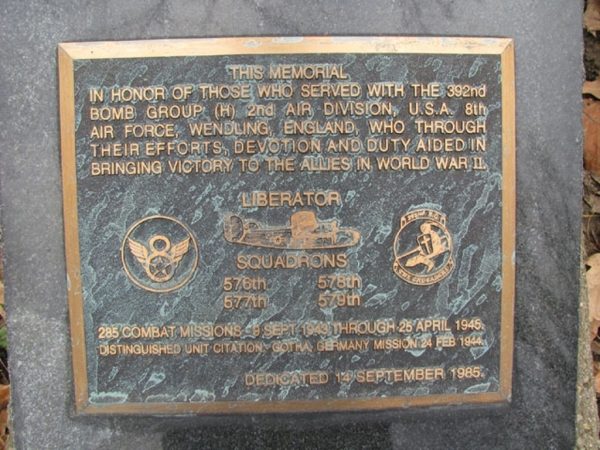 THIS MEMORIAL
IN HONOR OF THOSE WHO SERVED WITH THE 392nd
BOMB GROUP (H) 2nd AIR DIVISION, U.S.A. 8th
AIR FORCE, WENDLING, ENGLAND, WHO THROUGH
THEIR EFFORTS, DEVOTION AND DUTY AIDED IN
BRINGING VICTORY TO THE ALLIES IN WORLD WAR II.
LIBERATOR
SQUADRONS
576th 578th
577th 579th
285 COMBAT MISSIONS - 9 SEPT 1943 THROUGH 25 APRIL 1945.
DISTINGUISHED UNIT CITATION - GOTHA, GERMANY MISSION 24 FEB 1944.
DEDICATED 14 SEPTEMBER 1985.